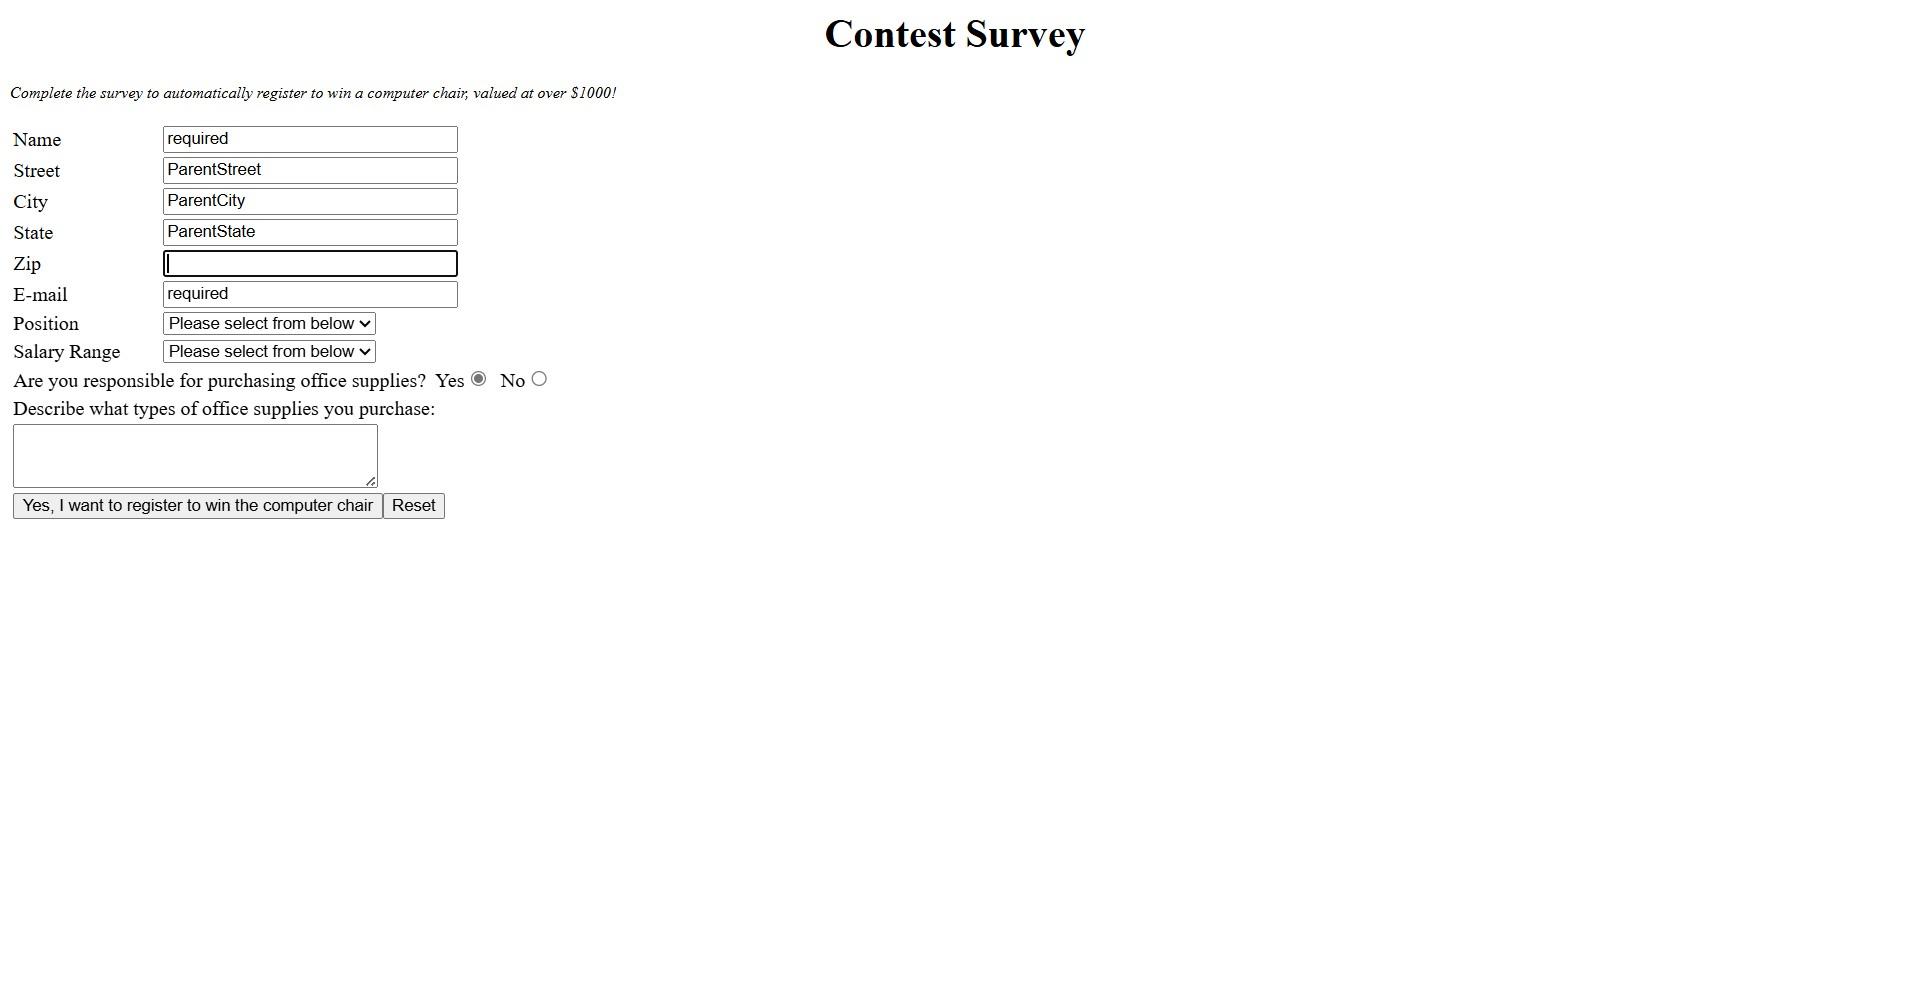 Contest Survey
Complete the survey to automatically register to win a computer chair, valued at over $1000!
Name required
Street ParentStreet
City ParentCity
State ParentState
Zip
E-mail required
Position Please select from below
Salary Range Please select from below
Are you responsible for purchasing office supplies? Yes No
Describe what types of office supplies you purchase:
Yes, I want to register to win the computer chair Reset